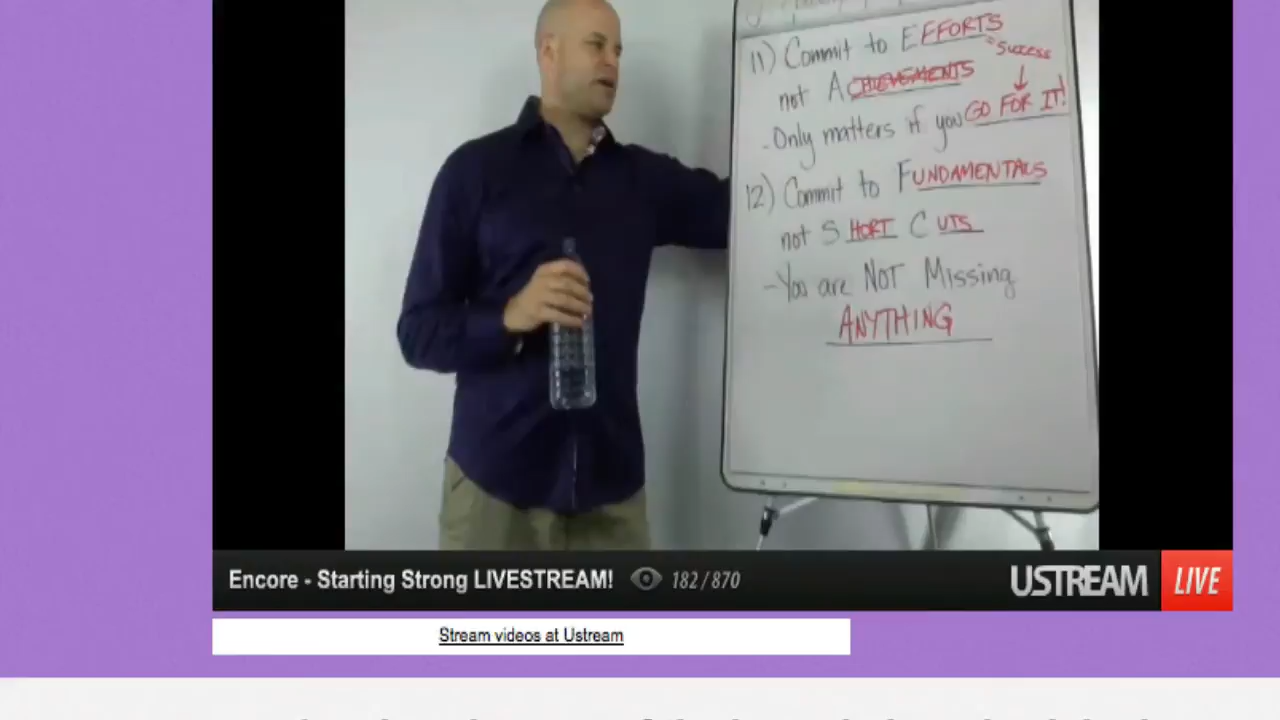 11) Commit to EFFORTS
= Success
not ACHIEVEMENTS
- Only matters if you GO FOR IT!
12) Commit to FUNDAMENTALS
not SHORT CUTS
- You are NOT Missing
ANYTHING
Encore - Starting Strong LIVESTREAM! 182/870 USTREAM LIVE
Stream videos at Ustream